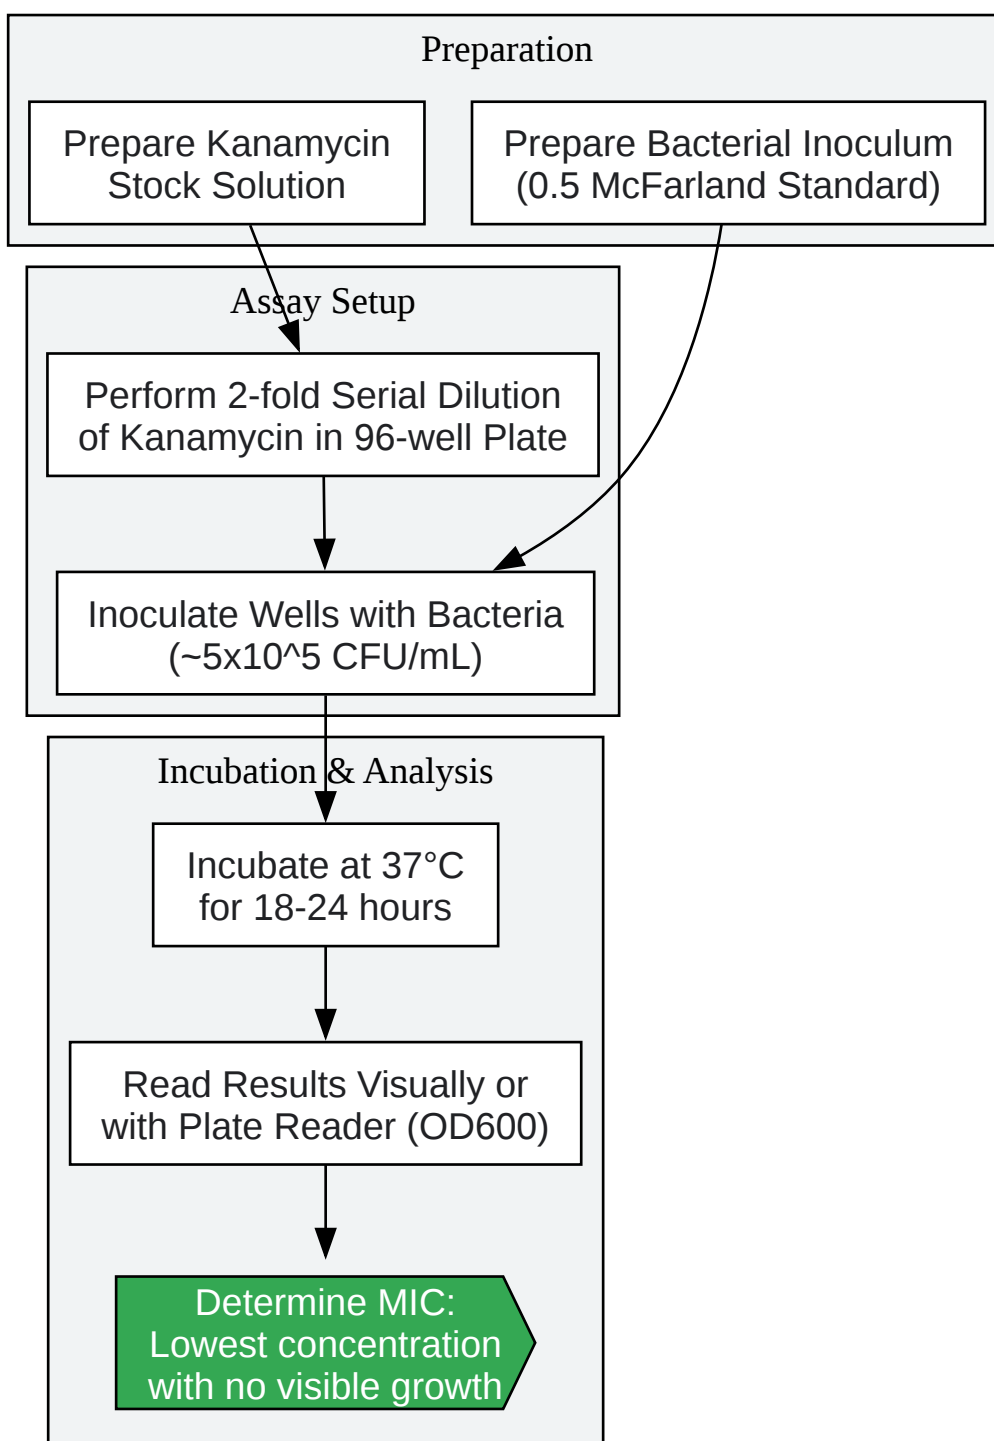 Preparation
Prepare Kanamycin
Stock Solution
Prepare Bacterial Inoculum
(0.5 McFarland Standard)
Assay Setup
Perform 2-fold Serial Dilution
of Kanamycin in 96-well Plate
Inoculate Wells with Bacteria
(~5x10^5 CFU/mL)
Incubation & Analysis
Incubate at 37°C
for 18-24 hours
Read Results Visually or
with Plate Reader (OD600)
Determine MIC:
Lowest concentration
with no visible growth